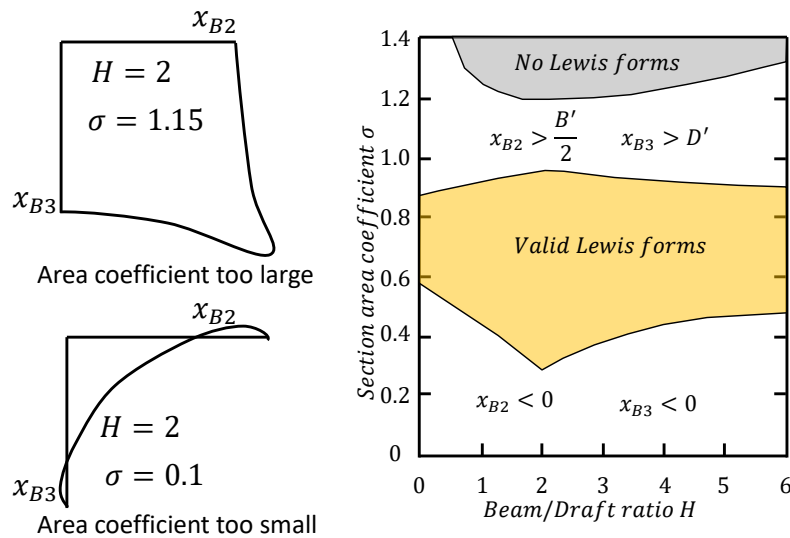 x_{B2}
H = 2
σ = 1.15
x_{B3}
Area coefficient too large
x_{B2}
H = 2
σ = 0.1
x_{B3}
Area coefficient too small
Section area coefficient σ
1.4
1.2
1.0
0.8
0.6
0.4
0.2
0
No Lewis forms
x_{B2} > B′/2 x_{B3} > D′
Valid Lewis forms
x_{B2} < 0 x_{B3} < 0
0 1 2 3 4 5 6
Beam/Draft ratio H